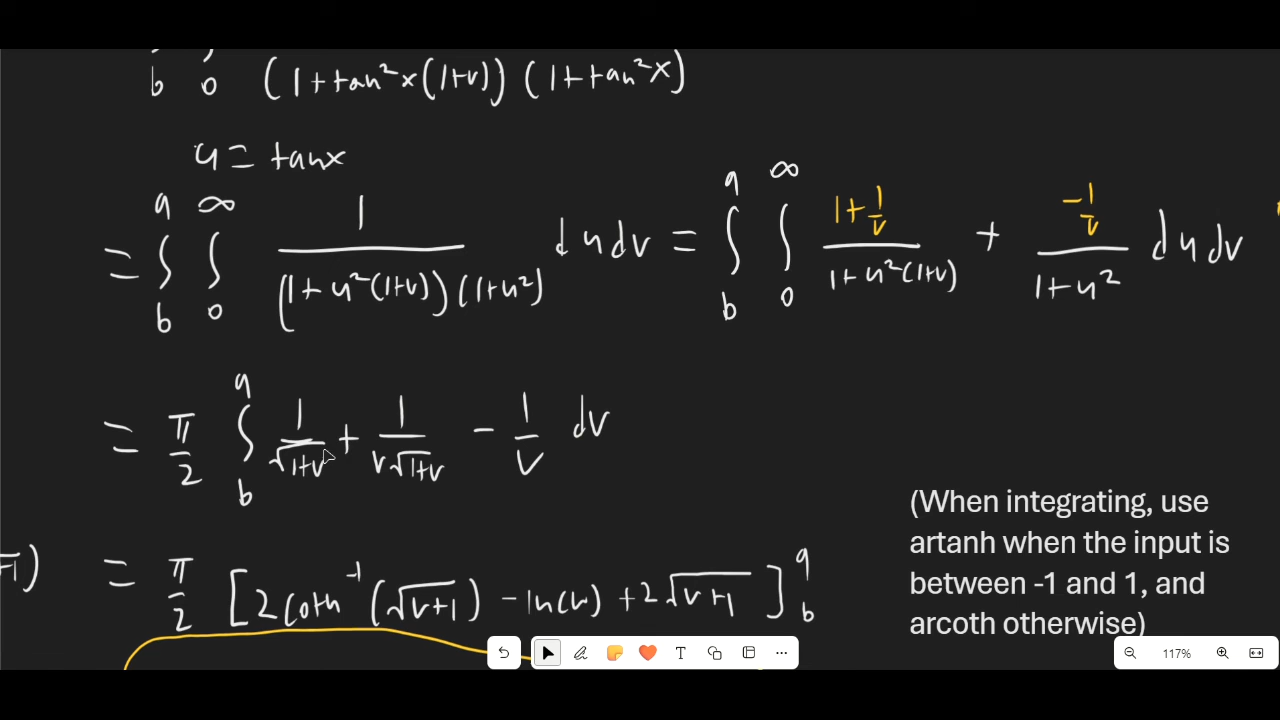 b 0 (1+tan²x(1+v)) (1+tan²x)
u = tanx
= ∫_b^a ∫_0^∞ 1/((1+u²(1+v))(1+u²)) du dv = ∫_b^a ∫_0^∞ (1+1/v)/(1+u²(1+v)) + (-1/v)/(1+u²) du dv
= π/2 ∫_b^a 1/√(1+v) + 1/(v√(1+v)) - 1/v dv
= π/2 [2coth⁻¹(√(v+1)) - ln(v) + 2√(v+1)]_b^a
(When integrating, use
artanh when the input is
between -1 and 1, and
arcoth otherwise)
T
117%